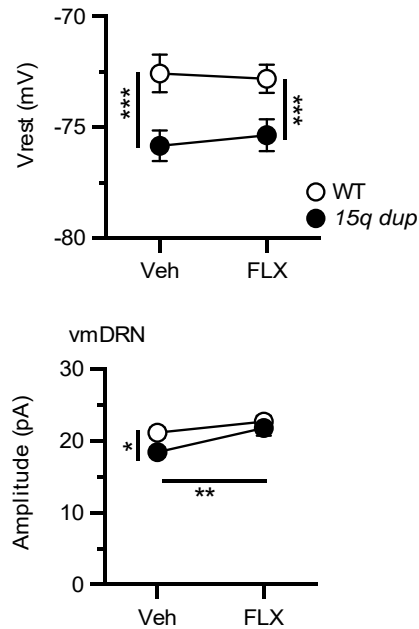 -70
-75
-80
Vrest (mV)
***
***
WT
15q dup
Veh
FLX
vmDRN
30
20
10
0
Amplitude (pA)
*
**
Veh
FLX